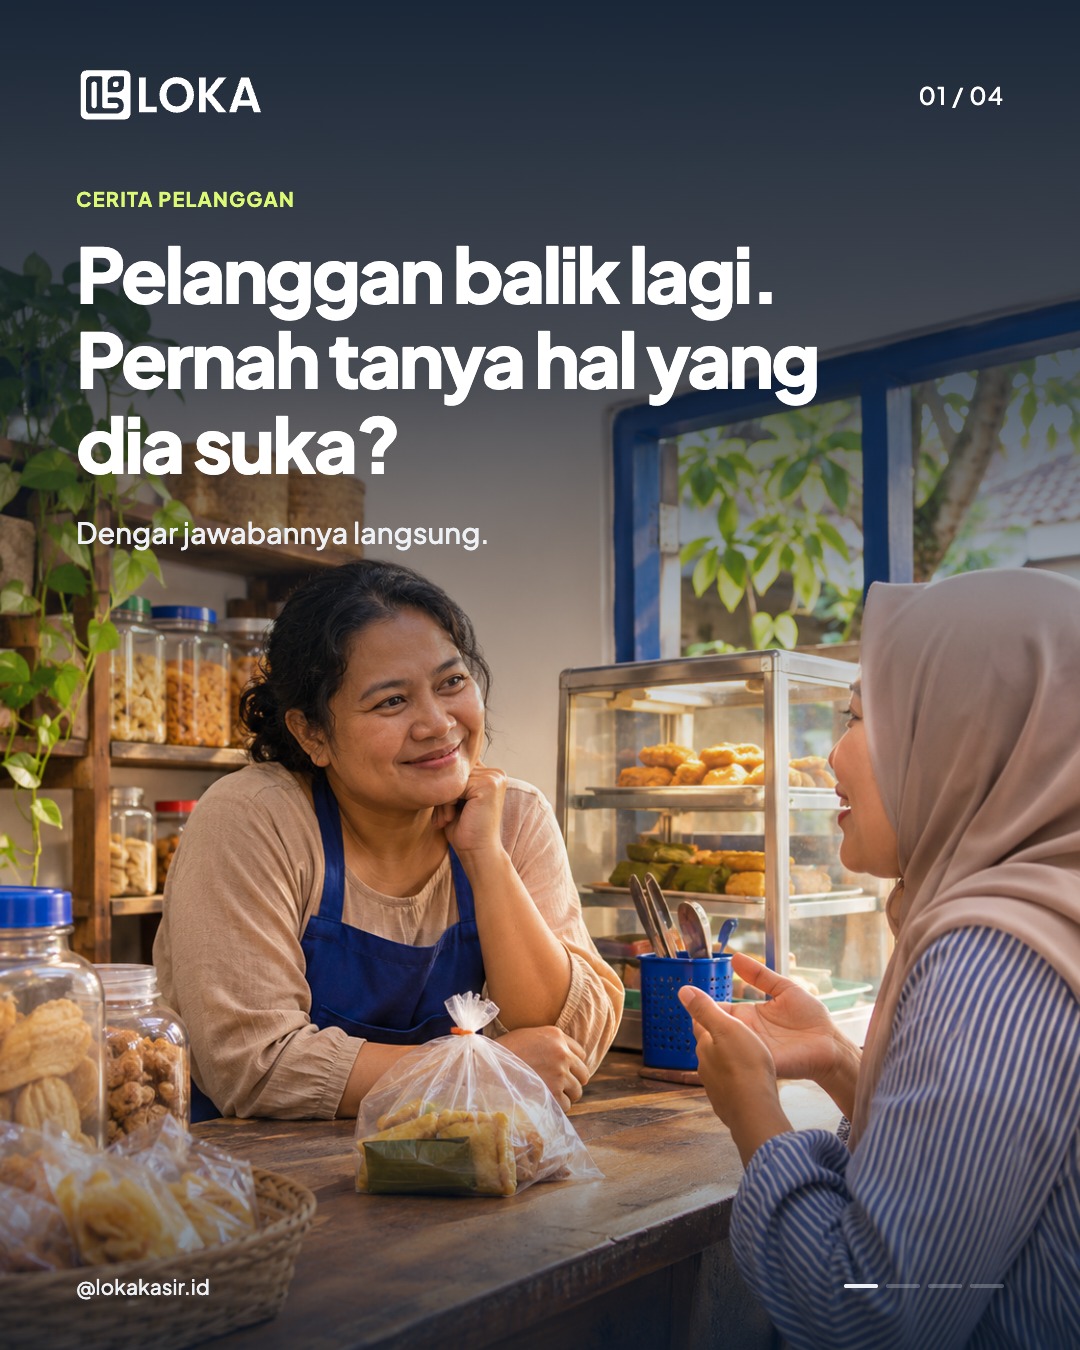 LOKA
01 / 04
CERITA PELANGGAN
Pelanggan balik lagi.
Pernah tanya hal yang
dia suka?
Dengar jawabannya langsung.
@lokakasir.id